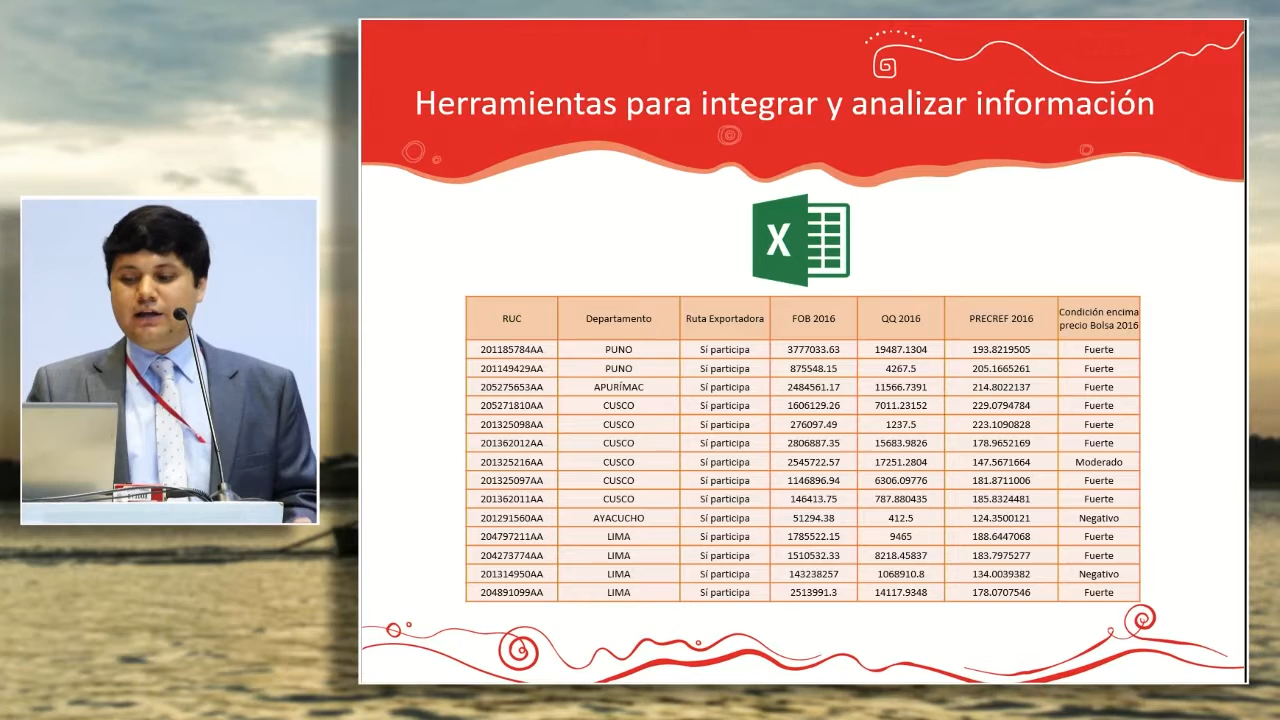 Herramientas para integrar y analizar información
X
RUC Departamento Ruta Exportadora FOB 2016 QQ 2016 PRECREF 2016 Condición encima precio Bolsa 2016
201185784AA PUNO Sí participa 3777033.63 19487.1304 193.8219505 Fuerte
201149429AA PUNO Sí participa 875548.15 4267.5 205.1665261 Fuerte
205275653AA APURÍMAC Sí participa 2484561.17 11566.7391 214.8022137 Fuerte
205271810AA CUSCO Sí participa 1606129.26 7011.23152 229.0794784 Fuerte
201325098AA CUSCO Sí participa 276097.49 1237.5 223.1090828 Fuerte
201362012AA CUSCO Sí participa 2806887.35 15683.9826 178.9652169 Fuerte
201325216AA CUSCO Sí participa 2545722.57 17251.2804 147.5671664 Moderado
201325097AA CUSCO Sí participa 1146896.94 6306.09776 181.8711006 Fuerte
201362011AA CUSCO Sí participa 146413.75 787.880435 185.8324481 Fuerte
201291560AA AYACUCHO Sí participa 51294.38 412.5 124.3500121 Negativo
204797211AA LIMA Sí participa 1785522.15 9465 188.6447068 Fuerte
204273774AA LIMA Sí participa 1510532.33 8218.45837 183.7975277 Fuerte
201314950AA LIMA Sí participa 143238257 1068910.8 134.0039382 Negativo
204891099AA LIMA Sí participa 2513991.3 14117.9348 178.0707546 Fuerte